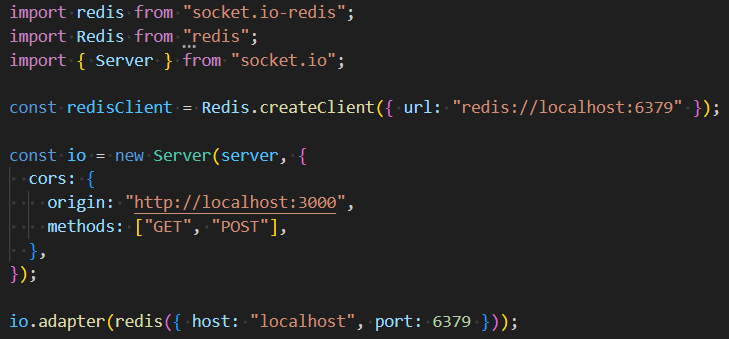 import redis from "socket.io-redis";
import Redis from "redis";
import { Server } from "socket.io";
const redisClient = Redis.createClient({ url: "redis://localhost:6379" });
const io = new Server(server, {
  cors: {
    origin: "http://localhost:3000",
    methods: ["GET", "POST"],
  },
});
io.adapter(redis({ host: "localhost", port: 6379 }));